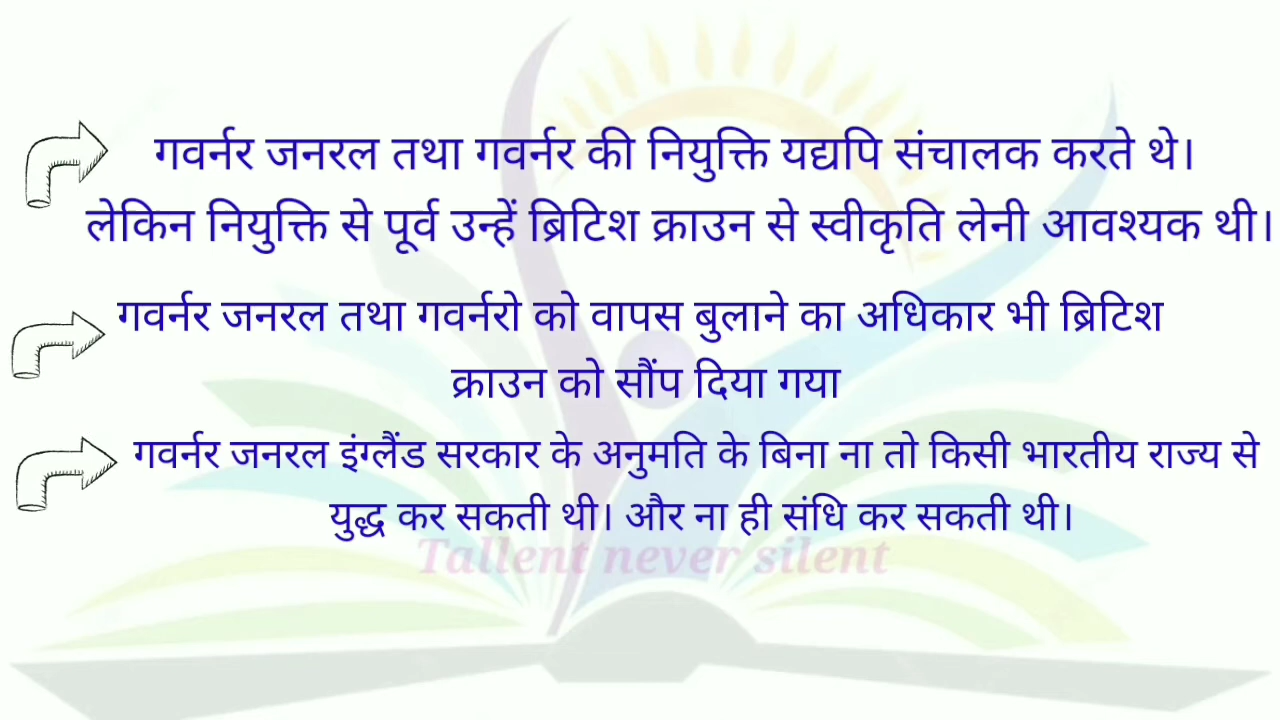 गवर्नर जनरल तथा गवर्नर की नियुक्ति यद्यपि संचालक करते थे।
लेकिन नियुक्ति से पूर्व उन्हें ब्रिटिश क्राउन से स्वीकृति लेनी आवश्यक थी।
गवर्नर जनरल तथा गवर्नरो को वापस बुलाने का अधिकार भी ब्रिटिश
क्राउन को सौंप दिया गया
गवर्नर जनरल इंग्लैंड सरकार के अनुमति के बिना ना तो किसी भारतीय राज्य से
युद्ध कर सकती थी। और ना ही संधि कर सकती थी।
Tallent never silent